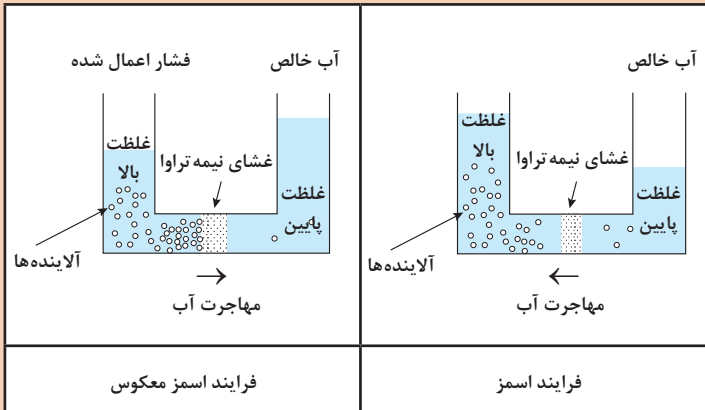 آب خالص
غلظت
بالا
غشای نیمه تراوا
غلظت
پایین
آلاینده‌ها
مهاجرت آب
فرایند اسمز
فشار اعمال شده
آب خالص
غلظت
بالا
غشای نیمه تراوا
غلظت
پایین
آلاینده‌ها
مهاجرت آب
فرایند اسمز معکوس